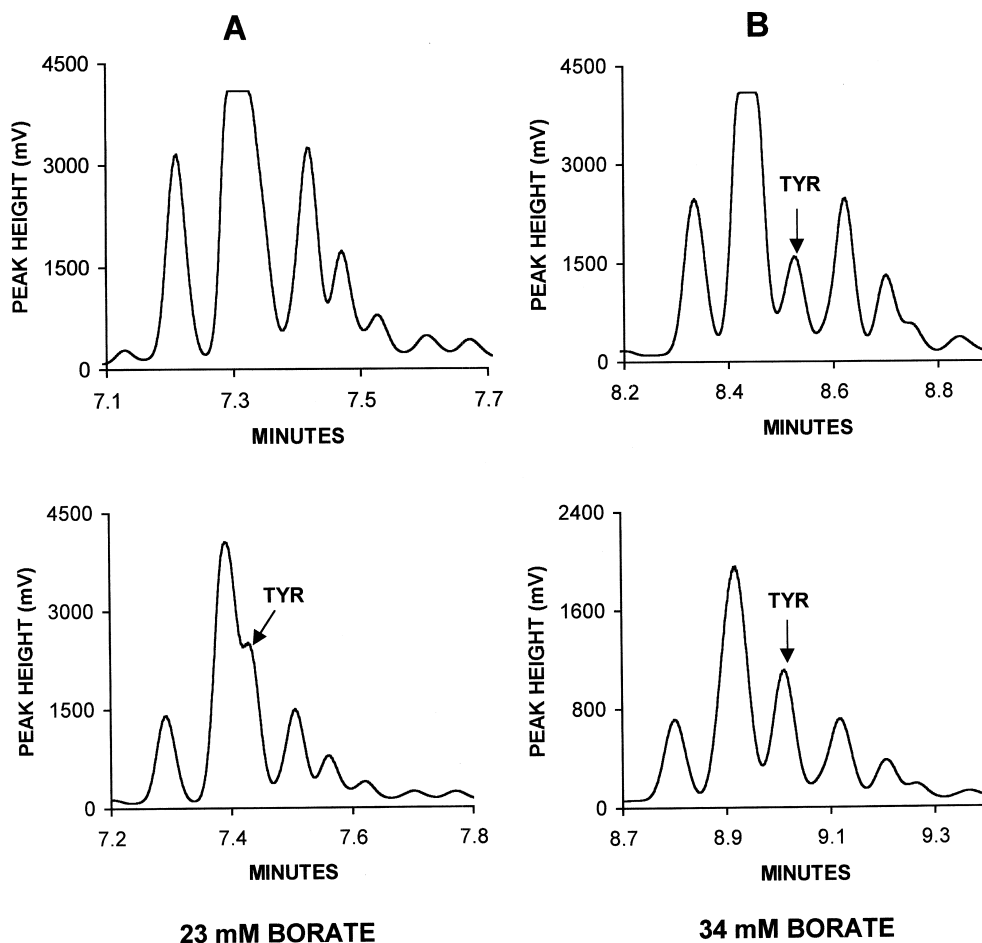 A
4500
3000
1500
0
PEAK HEIGHT (mV)
7.1 7.3 7.5 7.7
MINUTES
B
4500
3000
1500
0
PEAK HEIGHT (mV)
TYR
8.2 8.4 8.6 8.8
MINUTES
4500
3000
1500
0
PEAK HEIGHT (mV)
TYR
7.2 7.4 7.6 7.8
MINUTES
23 mM BORATE
2400
1600
800
0
PEAK HEIGHT (mV)
TYR
8.7 8.9 9.1 9.3
MINUTES
34 mM BORATE